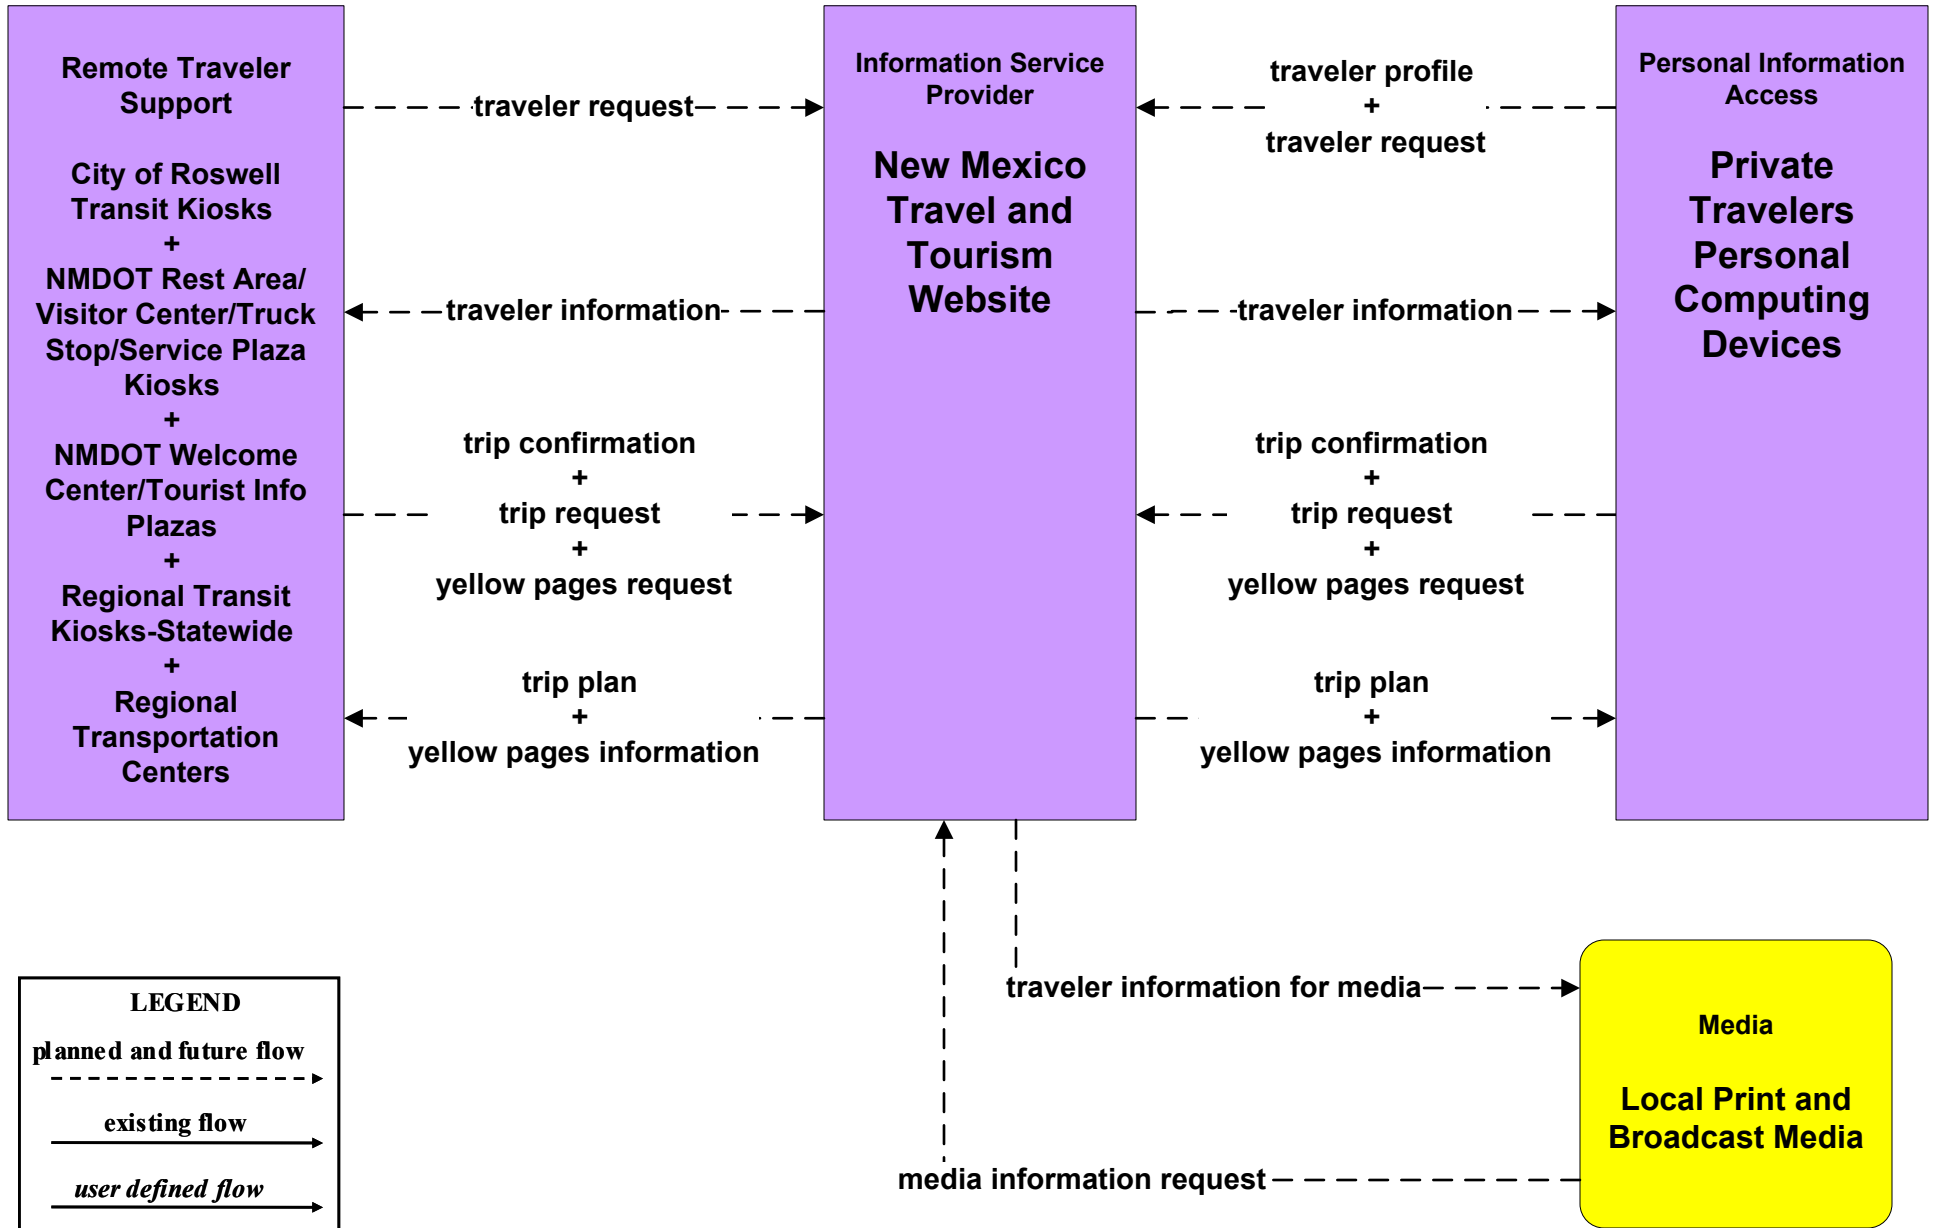 Remote Traveler
Support
City of Roswell
Transit Kiosks
+
NMDOT Rest Area/
Visitor Center/Truck
Stop/Service Plaza
Kiosks
+
NMDOT Welcome
Center/Tourist Info
Plazas
+
Regional Transit
Kiosks-Statewide
+
Regional
Transportation
Centers
traveler request
traveler information
trip confirmation
+
trip request
+
yellow pages request
trip plan
+
yellow pages information
Information Service
Provider
New Mexico
Travel and
Tourism
Website
traveler profile
+
traveler request
traveler information
trip confirmation
+
trip request
+
yellow pages request
trip plan
+
yellow pages information
Personal Information
Access
Private
Travelers
Personal
Computing
Devices
traveler information for media
media information request
Media
Local Print and
Broadcast Media
LEGEND
planned and future flow
existing flow
user defined flow